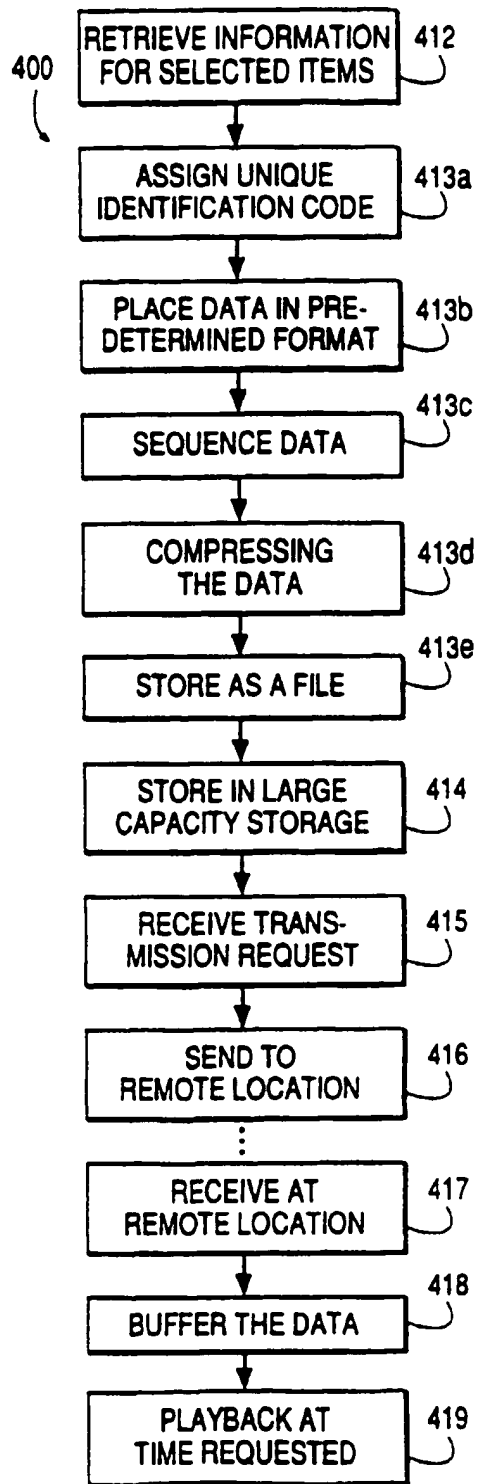 400
RETRIEVE INFORMATION
FOR SELECTED ITEMS
412
ASSIGN UNIQUE
IDENTIFICATION CODE
413a
PLACE DATA IN PRE-
DETERMINED FORMAT
413b
SEQUENCE DATA
413c
COMPRESSING
THE DATA
413d
STORE AS A FILE
413e
STORE IN LARGE
CAPACITY STORAGE
414
RECEIVE TRANS-
MISSION REQUEST
415
SEND TO
REMOTE LOCATION
416
RECEIVE AT
REMOTE LOCATION
417
BUFFER THE DATA
418
PLAYBACK AT
TIME REQUESTED
419